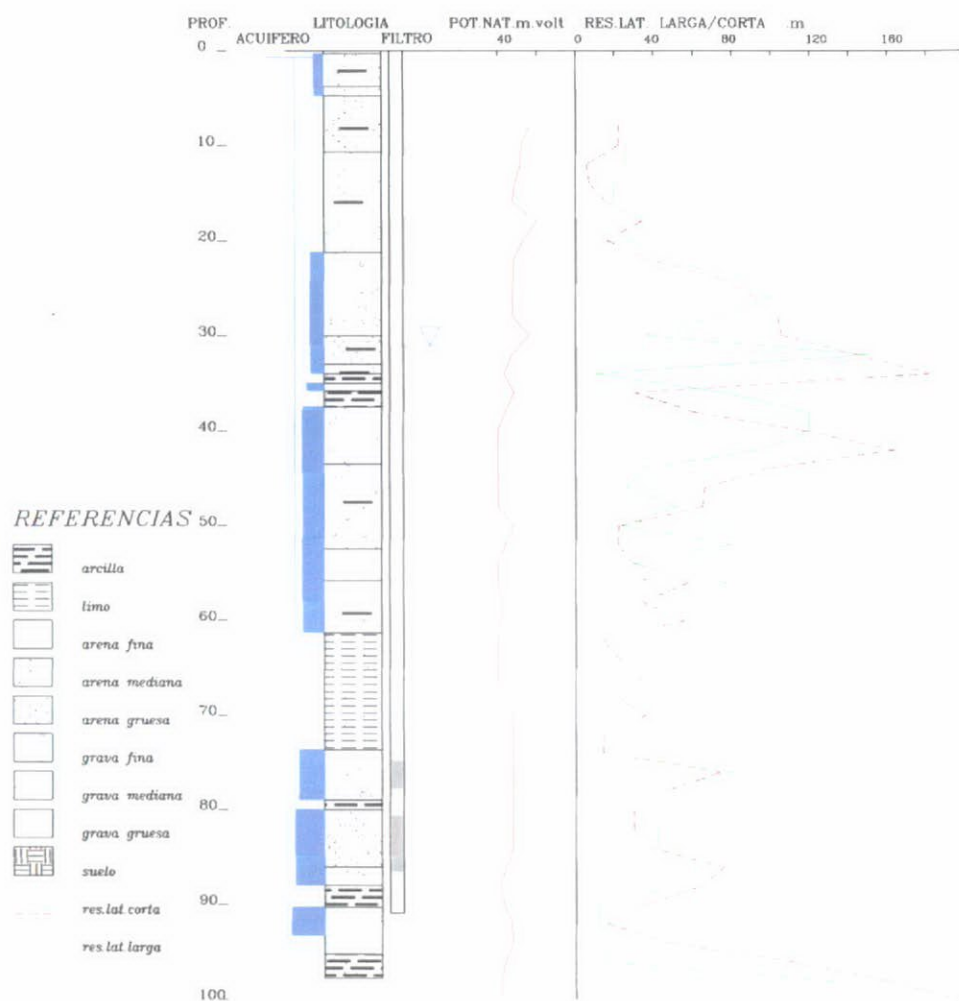 PROF. LITOLOGIA POT.NAT.m.volt RES.LAT. LARGA/CORTA .m
ACUIFERO FILTRO 40 0 40 80 120 160
0
10
20
30
40
50
60
70
80
90
100
REFERENCIAS
arcilla
limo
arena fina
arena mediana
arena gruesa
grava fina
grava mediana
grava gruesa
suelo
res.lat.corta
res.lat.larga